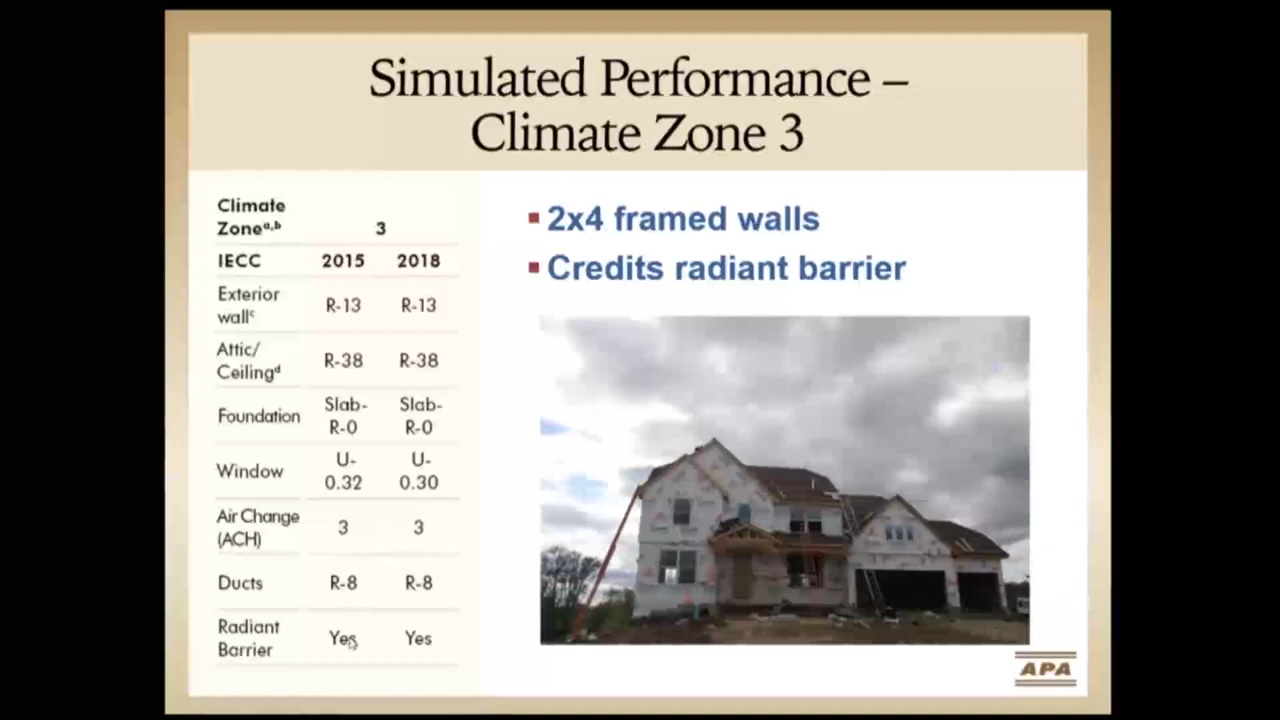 Simulated Performance –
Climate Zone 3
Climate
Zoneᵃ,ᵇ 3
IECC 2015 2018
Exterior
wallᶜ R-13 R-13
Attic/
Ceilingᵈ R-38 R-38
Foundation Slab-R-0 Slab-R-0
Window U-0.32 U-0.30
Air Change
(ACH) 3 3
Ducts R-8 R-8
Radiant
Barrier Yes Yes
▪ 2x4 framed walls
▪ Credits radiant barrier
APA